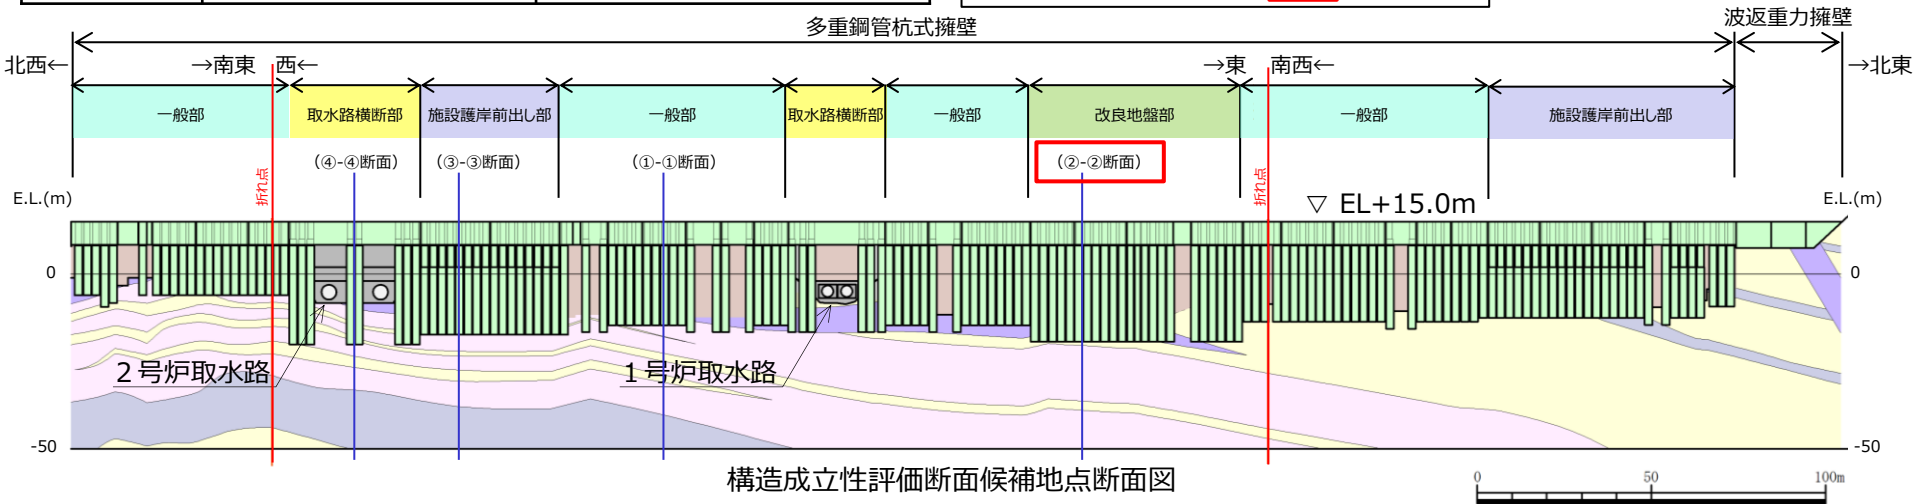 多重鋼管杭式擁壁
波返重力擁壁
北西←
→南東
西←
→東
南西←
→北東
一般部
取水路横断部
施設護岸前出し部
一般部
取水路横断部
一般部
改良地盤部
一般部
施設護岸前出し部
(④-④断面)
(③-③断面)
(①-①断面)
(②-②断面)
折れ点
折れ点
E.L.(m)
E.L.(m)
▽ EL+15.0m
0
0
2号炉取水路
1号炉取水路
-50
-50
構造成立性評価断面候補地点断面図
0
50
100m